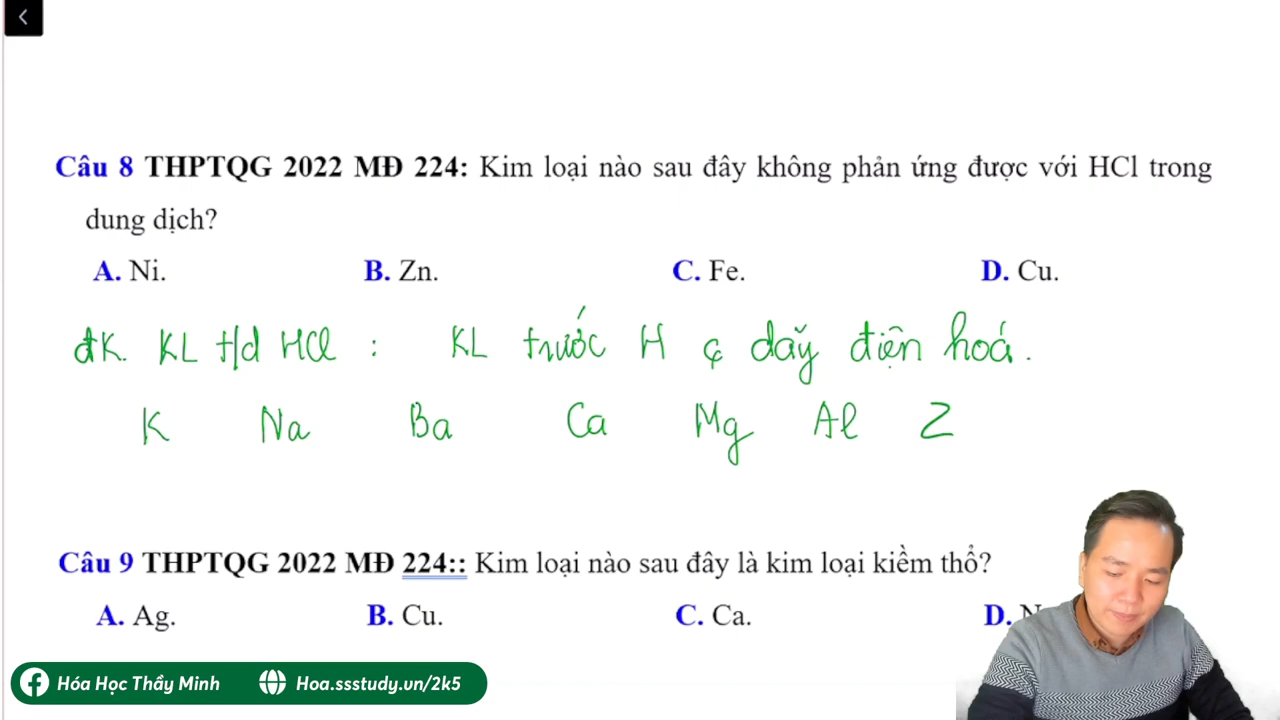 Câu 8 THPTQG 2022 MĐ 224: Kim loại nào sau đây không phản ứng được với HCl trong
dung dịch?
A. Ni. B. Zn. C. Fe. D. Cu.
đK. KL t/d HCl : KL trước H ç dãy điện hoá.
K Na Ba Ca Mg Al Z
Câu 9 THPTQG 2022 MĐ 224:: Kim loại nào sau đây là kim loại kiềm thổ?
A. Ag. B. Cu. C. Ca. D.
Hóa Học Thầy Minh Hoa.ssstudy.vn/2k5